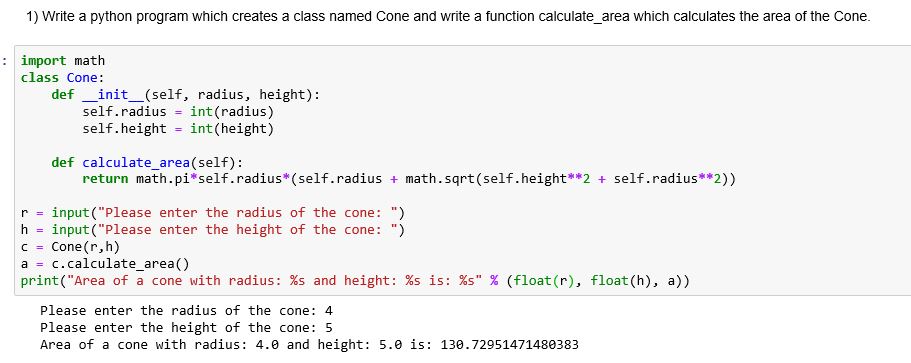 1) Write a python program which creates a class named Cone and write a function calculate_area which calculates the area of the Cone.
: import math
class Cone:
    def __init__(self, radius, height):
        self.radius = int(radius)
        self.height = int(height)
    def calculate_area(self):
        return math.pi*self.radius*(self.radius + math.sqrt(self.height**2 + self.radius**2))
r = input("Please enter the radius of the cone: ")
h = input("Please enter the height of the cone: ")
c = Cone(r,h)
a = c.calculate_area()
print("Area of a cone with radius: %s and height: %s is: %s" % (float(r), float(h), a))
Please enter the radius of the cone: 4
Please enter the height of the cone: 5
Area of a cone with radius: 4.0 and height: 5.0 is: 130.72951471480383